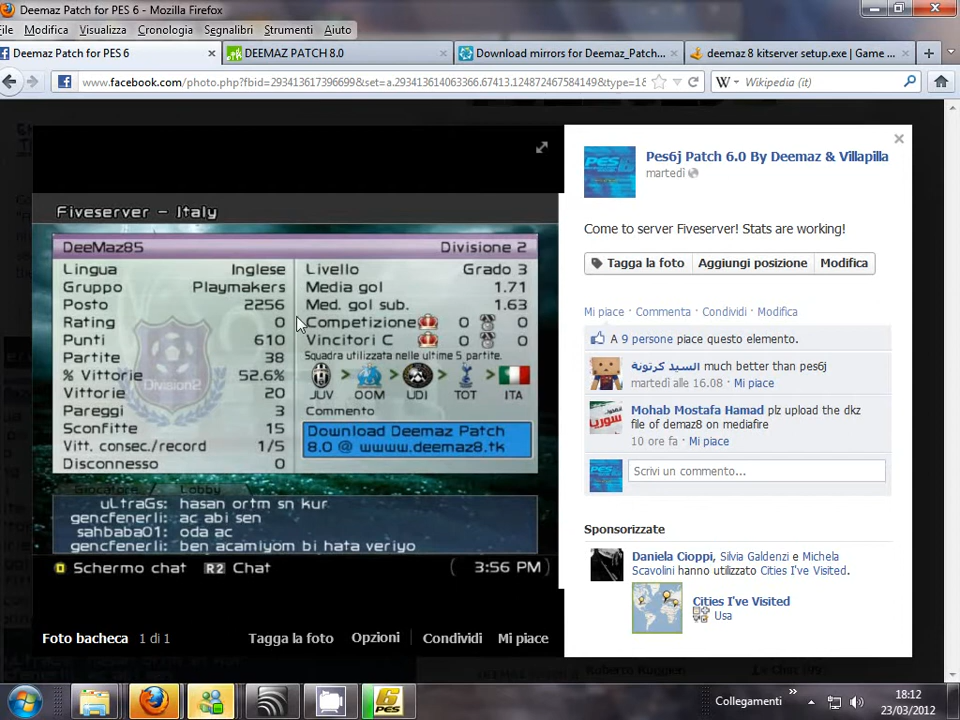 Deemaz Patch for PES 6 - Mozilla Firefox
File Modifica Visualizza Cronologia Segnalibri Strumenti Aiuto
Deemaz Patch for PES 6
DEEMAZ PATCH 8.0
Download mirrors for Deemaz_Patch...
deemaz 8 kitserver setup.exe | Game ...
www.facebook.com/photo.php?fbid=293413617396699&set=a.293413614063366.67413.124872467584149&type=1&
W Wikipedia (it)
Fiveserver - Italy
DeeMaz85 Divisione 2
Lingua Inglese
Gruppo Playmakers
Posto 2256
Rating 0
Punti 610
Partite 38
% Vittorie 52.6%
Vittorie 20
Pareggi 3
Sconfitte 15
Vitt. consec./record 1/5
Disconnesso 0
Division2
Livello Grado 3
Media gol 1.71
Med. gol sub. 1.63
Competizione 0 0
Vincitori C 0 0
Squadra utilizzata nelle ultime 5 partite.
> > > >
JUV OOM UDI TOT ITA
Commento
Download Deemaz Patch
8.0 @ wwww.deemaz8.tk
Giocatore / Lobby
uLtraGs: hasan ortm sn kur
gencfenerli: ac abi sen
sahbaba01: oda ac
gencfenerli: ben acamiyom bi hata veriyo
Schermo chat R2 Chat ( 3:56 PM )
Foto bacheca 1 di 1 Tagga la foto Opzioni Condividi Mi piace
Pes6j Patch 6.0 By Deemaz & Villapilla
martedì
Come to server Fiveserver! Stats are working!
Tagga la foto Aggiungi posizione Modifica
Mi piace · Commenta · Condividi · Modifica
A 9 persone piace questo elemento.
السيد كرتونة much better than pes6j
martedì alle 16.08 · Mi piace
Mohab Mostafa Hamad plz upload the dkz
file of demaz8 on mediafire
10 ore fa · Mi piace
Scrivi un commento...
Sponsorizzate
Daniela Cioppi, Silvia Galdenzi e Michela
Scavolini hanno utilizzato Cities I've Visited.
Cities I've Visited
Usa
Roberto Ruggeri
Collegamenti »
18:12
23/03/2012